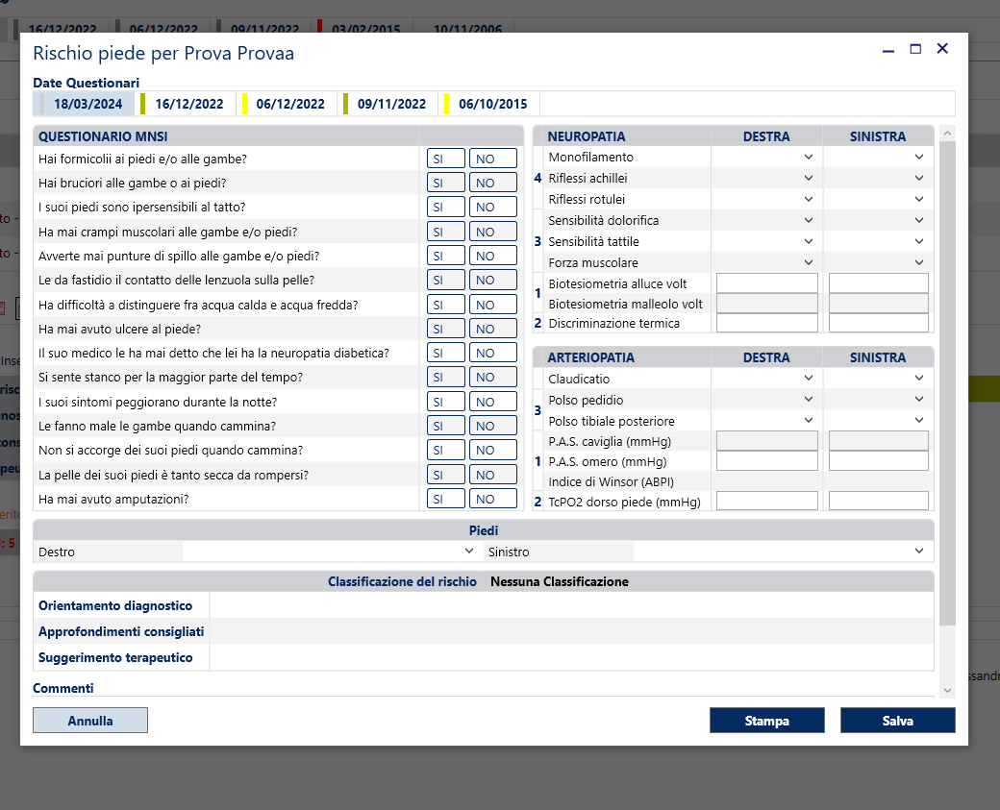 16/12/2022 06/12/2022 09/11/2022 03/02/2015 10/11/2006
Rischio piede per Prova Provaa
Date Questionari
18/03/2024 16/12/2022 06/12/2022 09/11/2022 06/10/2015
QUESTIONARIO MNSI
Hai formicolii ai piedi e/o alle gambe? SI NO
Hai bruciori alle gambe o ai piedi? SI NO
I suoi piedi sono ipersensibili al tatto? SI NO
Ha mai crampi muscolari alle gambe e/o piedi? SI NO
Avverte mai punture di spillo alle gambe e/o piedi? SI NO
Le da fastidio il contatto delle lenzuola sulla pelle? SI NO
Ha difficoltà a distinguere fra acqua calda e acqua fredda? SI NO
Ha mai avuto ulcere al piede? SI NO
Il suo medico le ha mai detto che lei ha la neuropatia diabetica? SI NO
Si sente stanco per la maggior parte del tempo? SI NO
I suoi sintomi peggiorano durante la notte? SI NO
Le fanno male le gambe quando cammina? SI NO
Non si accorge dei suoi piedi quando cammina? SI NO
La pelle dei suoi piedi è tanto secca da rompersi? SI NO
Ha mai avuto amputazioni? SI NO
NEUROPATIA DESTRA SINISTRA
Monofilamento
4 Riflessi achillei
Riflessi rotulei
Sensibilità dolorifica
3 Sensibilità tattile
Forza muscolare
1 Biotesiometria alluce volt
Biotesiometria malleolo volt
2 Discriminazione termica
ARTERIOPATIA DESTRA SINISTRA
Claudicatio
Polso pedidio
3 Polso tibiale posteriore
P.A.S. caviglia (mmHg)
1 P.A.S. omero (mmHg)
Indice di Winsor (ABPI)
2 TcPO2 dorso piede (mmHg)
Piedi
Destro Sinistro
Classificazione del rischio Nessuna Classificazione
Orientamento diagnostico
Approfondimenti consigliati
Suggerimento terapeutico
Commenti
Annulla Stampa Salva